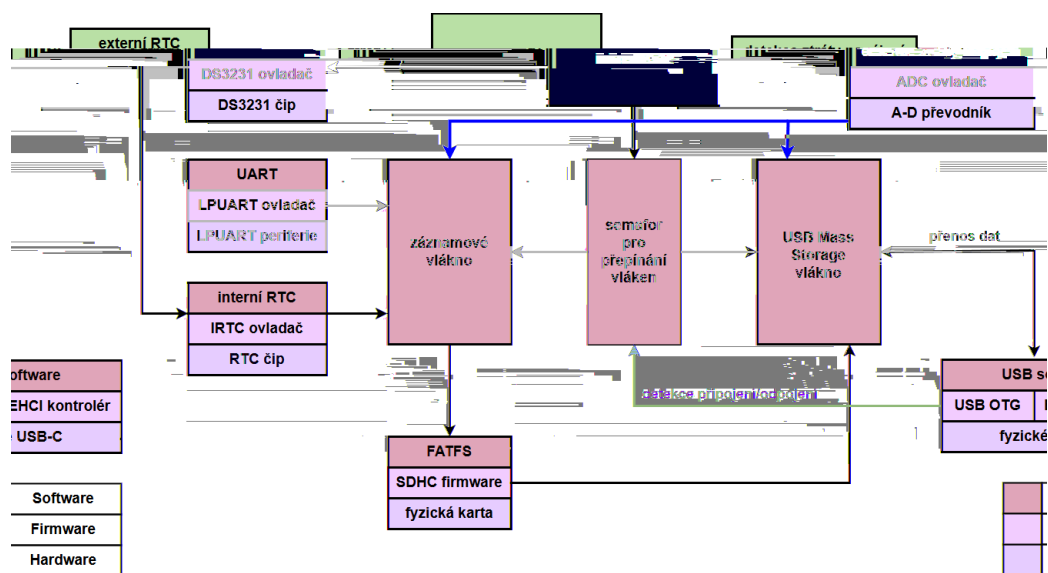 externí RTC
DS3231 ovladač
DS3231 čip
ADC ovladač
A-D převodník
UART
LPUART ovladač
LPUART periferie
záznamové
vlákno
semafor
pro
přepínání
vláken
USB Mass
Storage
vlákno
přenos dat
interní RTC
IRTC ovladač
RTC čip
oftware
EHCI kontrolér
USB-C
detekce připojení/odpojení
USB s
USB OTG
fyzické
FATFS
SDHC firmware
fyzická karta
Software
Firmware
Hardware